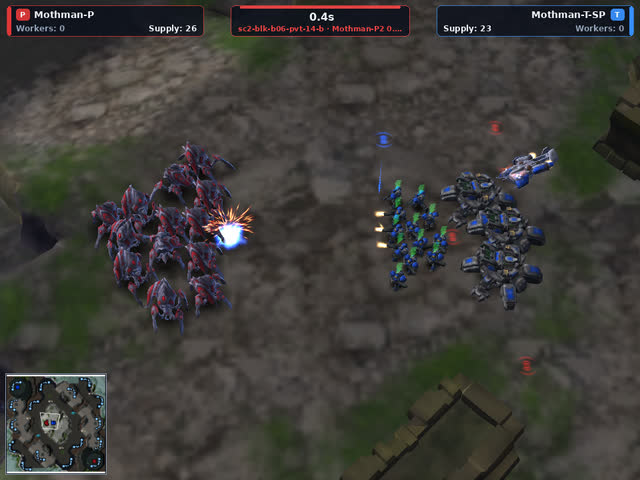 P Mothman-P
Workers: 0 Supply: 26
0.4s
sc2-blk-b06-pvt-14-b · Mothman-P2 0....
Mothman-T-SP T
Supply: 23 Workers: 0